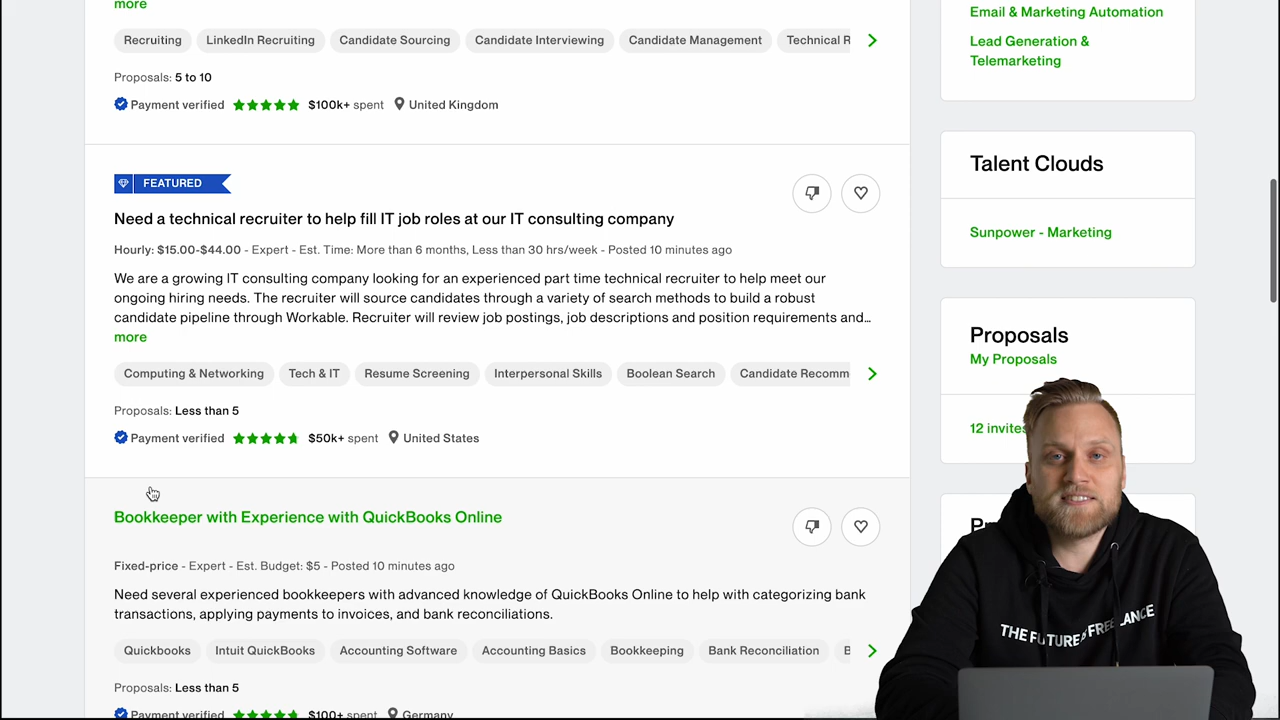 more
Recruiting
LinkedIn Recruiting
Candidate Sourcing
Candidate Interviewing
Candidate Management
Technical R
Proposals: 5 to 10
Payment verified
$100k+ spent
United Kingdom
FEATURED
Need a technical recruiter to help fill IT job roles at our IT consulting company
Hourly: $15.00-$44.00 - Expert - Est. Time: More than 6 months, Less than 30 hrs/week - Posted 10 minutes ago
We are a growing IT consulting company looking for an experienced part time technical recruiter to help meet our
ongoing hiring needs. The recruiter will source candidates through a variety of search methods to build a robust
candidate pipeline through Workable. Recruiter will review job postings, job descriptions and position requirements and…
more
Computing & Networking
Tech & IT
Resume Screening
Interpersonal Skills
Boolean Search
Candidate Recomm
Proposals: Less than 5
Payment verified
$50k+ spent
United States
Bookkeeper with Experience with QuickBooks Online
Fixed-price - Expert - Est. Budget: $5 - Posted 10 minutes ago
Need several experienced bookkeepers with advanced knowledge of QuickBooks Online to help with categorizing bank
transactions, applying payments to invoices, and bank reconciliations.
Quickbooks
Intuit QuickBooks
Accounting Software
Accounting Basics
Bookkeeping
Bank Reconciliation
B
Proposals: Less than 5
Payment verified
$100+ spent
Germany
Email & Marketing Automation
Lead Generation &
Telemarketing
Talent Clouds
Sunpower - Marketing
Proposals
My Proposals
12 invites
THE FUTURE FREELANCE